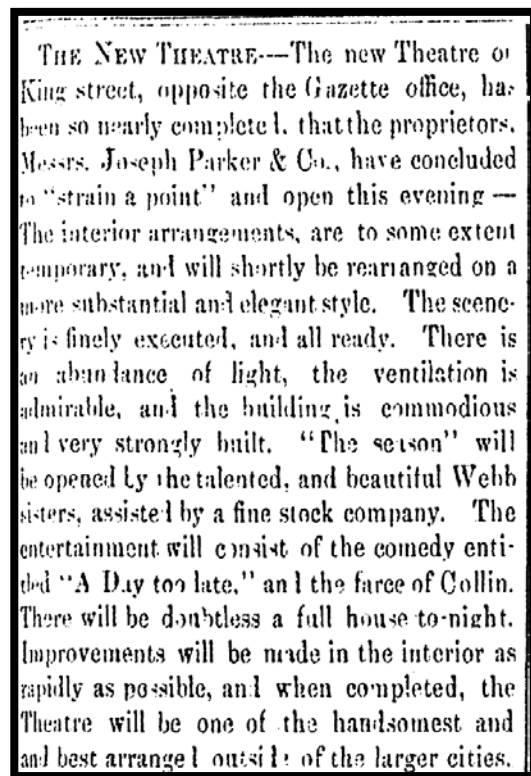 THE NEW THEATRE.—The new Theatre on
King street, opposite the Gazette office, has
been so nearly complete l. that the proprietors,
Messrs. Joseph Parker & Co., have concluded
to "strain a point" and open this evening —
The interior arrangements, are to some extent
temporary, and will shortly be rearranged on a
more substantial and elegant style. The scene-
ry is finely executed, and all ready. There is
an abundance of light, the ventilation is
admirable, and the building is commodious
and very strongly built. "The season" will
be opened by the talented, and beautiful Webb
sisters, assisted by a fine stock company. The
entertainment will consist of the comedy enti-
tled "A Day too late," and the farce of Collin.
There will be doubtless a full house to-night.
Improvements will be made in the interior as
rapidly as possible, and when completed, the
Theatre will be one of the handsomest and
and best arranged outside of the larger cities.